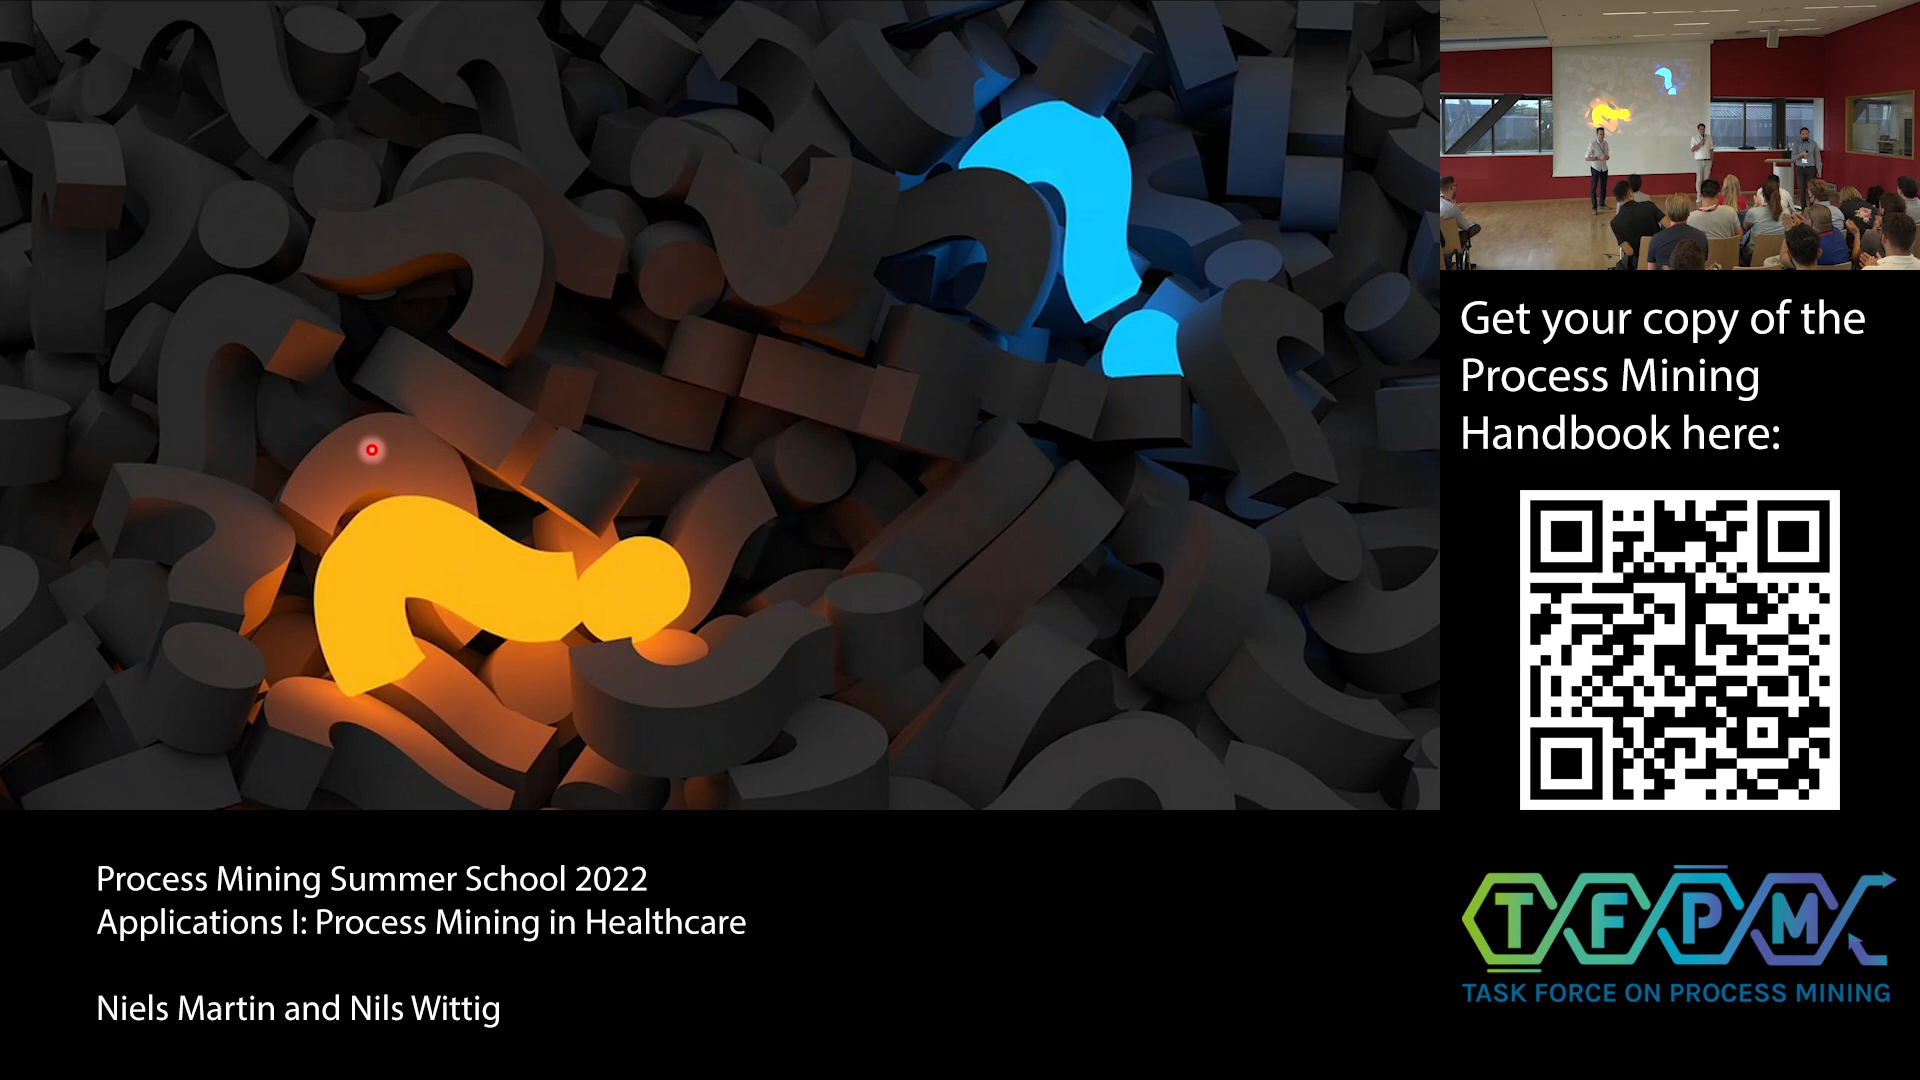 Get your copy of the
Process Mining
Handbook here:
TFPM
TASK FORCE ON PROCESS MINING
Process Mining Summer School 2022
Applications I: Process Mining in Healthcare
Niels Martin and Nils Wittig